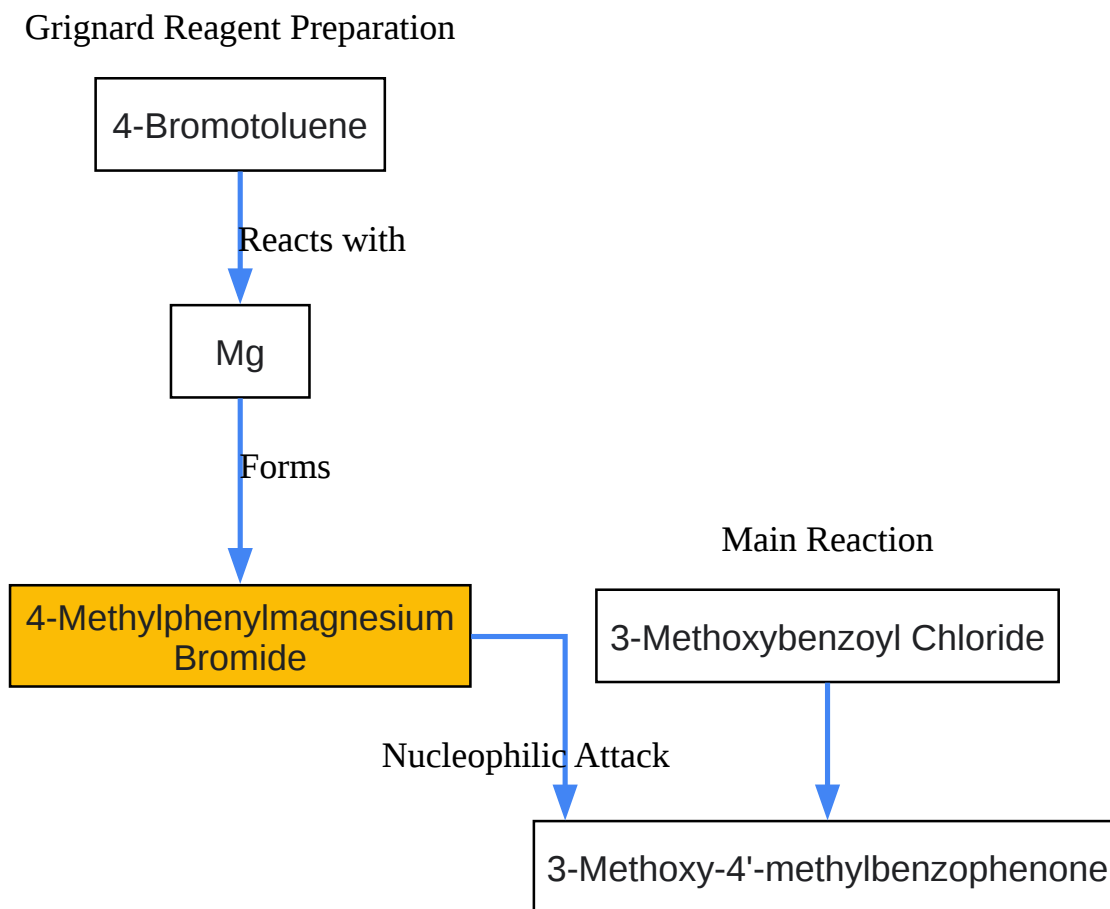 Grignard Reagent Preparation
4-Bromotoluene
Reacts with
Mg
Forms
4-Methylphenylmagnesium
Bromide
Main Reaction
3-Methoxybenzoyl Chloride
Nucleophilic Attack
3-Methoxy-4'-methylbenzophenone